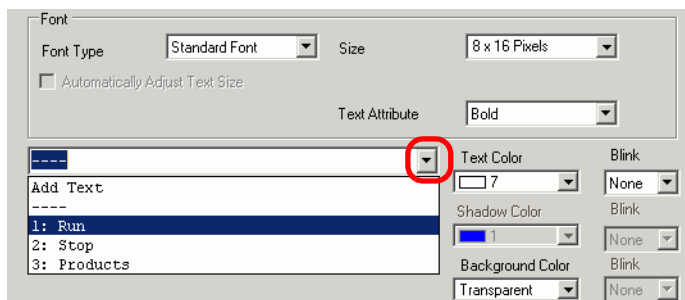 Font
Font Type Standard Font Size 8 x 16 Pixels
Automatically Adjust Text Size
Text Attribute Bold
---- Text Color Blink
Add Text 7 None
----
Shadow Color Blink
1: Run
1 None
2: Stop
3: Products Background Color Blink
Transparent None